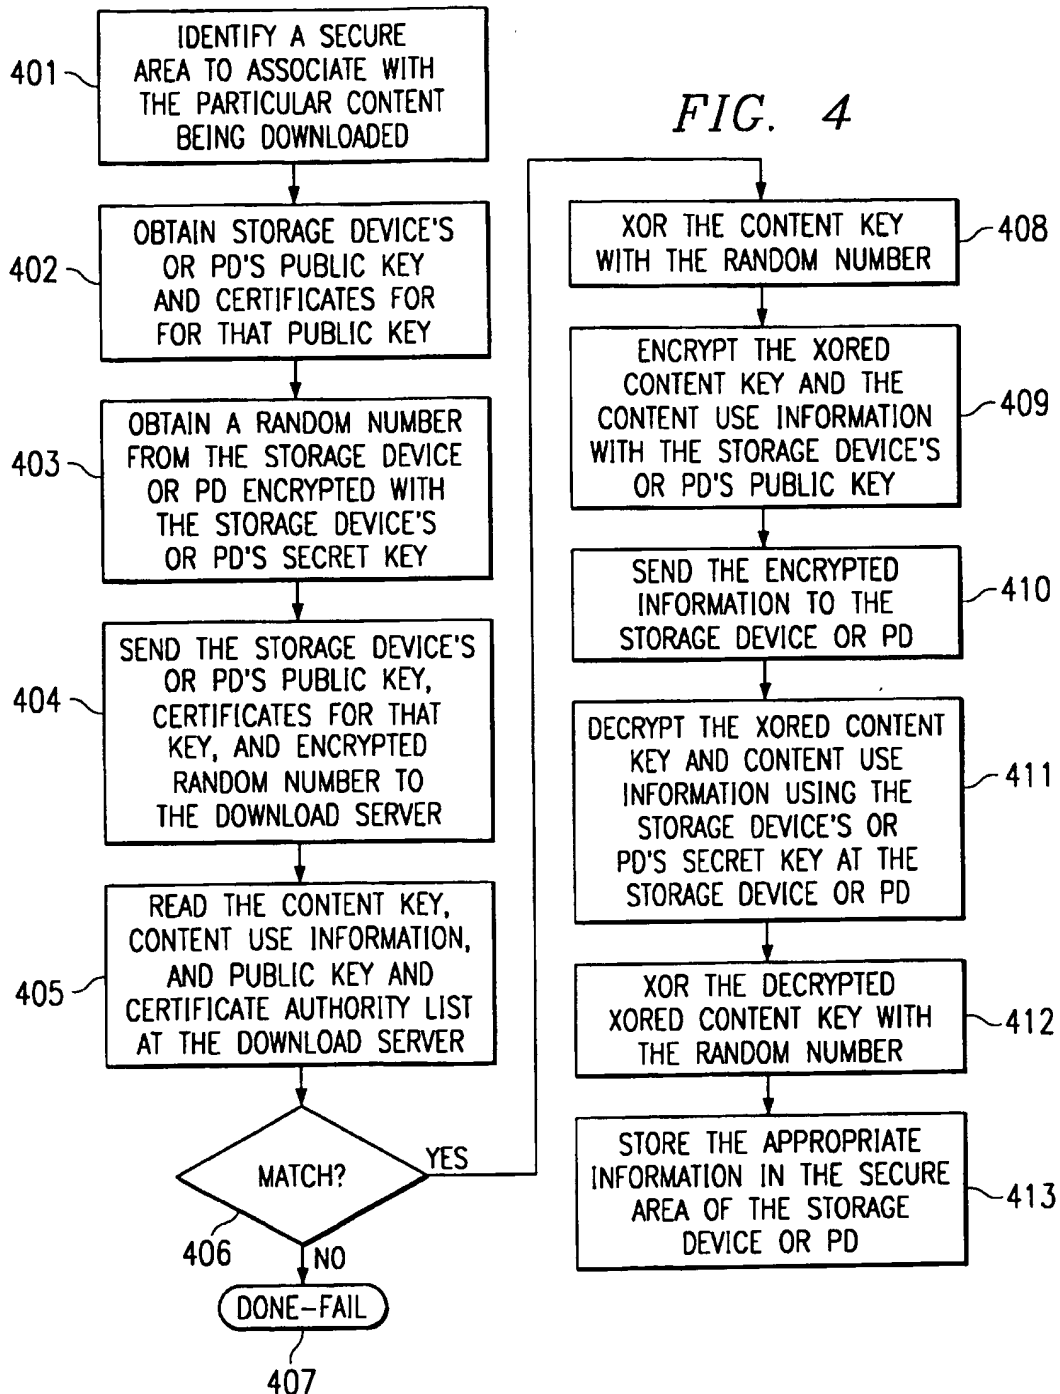 FIG. 4
401
IDENTIFY A SECURE
AREA TO ASSOCIATE WITH
THE PARTICULAR CONTENT
BEING DOWNLOADED
402
OBTAIN STORAGE DEVICE'S
OR PD'S PUBLIC KEY
AND CERTIFICATES FOR
FOR THAT PUBLIC KEY
403
OBTAIN A RANDOM NUMBER
FROM THE STORAGE DEVICE
OR PD ENCRYPTED WITH
THE STORAGE DEVICE'S
OR PD'S SECRET KEY
404
SEND THE STORAGE DEVICE'S
OR PD'S PUBLIC KEY,
CERTIFICATES FOR THAT
KEY, AND ENCRYPTED
RANDOM NUMBER TO
THE DOWNLOAD SERVER
405
READ THE CONTENT KEY,
CONTENT USE INFORMATION,
AND PUBLIC KEY AND
CERTIFICATE AUTHORITY LIST
AT THE DOWNLOAD SERVER
MATCH?
YES
406
NO
DONE-FAIL
407
XOR THE CONTENT KEY
WITH THE RANDOM NUMBER
408
ENCRYPT THE XORED
CONTENT KEY AND THE
CONTENT USE INFORMATION
WITH THE STORAGE DEVICE'S
OR PD'S PUBLIC KEY
409
SEND THE ENCRYPTED
INFORMATION TO THE
STORAGE DEVICE OR PD
410
DECRYPT THE XORED CONTENT
KEY AND CONTENT USE
INFORMATION USING THE
STORAGE DEVICE'S OR
PD'S SECRET KEY AT THE
STORAGE DEVICE OR PD
411
XOR THE DECRYPTED
XORED CONTENT KEY WITH
THE RANDOM NUMBER
412
STORE THE APPROPRIATE
INFORMATION IN THE SECURE
AREA OF THE STORAGE
DEVICE OR PD
413